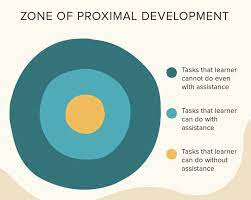 ZONE OF PROXIMAL DEVELOPMENT
Tasks that learner
cannot do even
with assistance
Tasks that learner
can do with
assistance
Tasks that learner
can do without
assistance